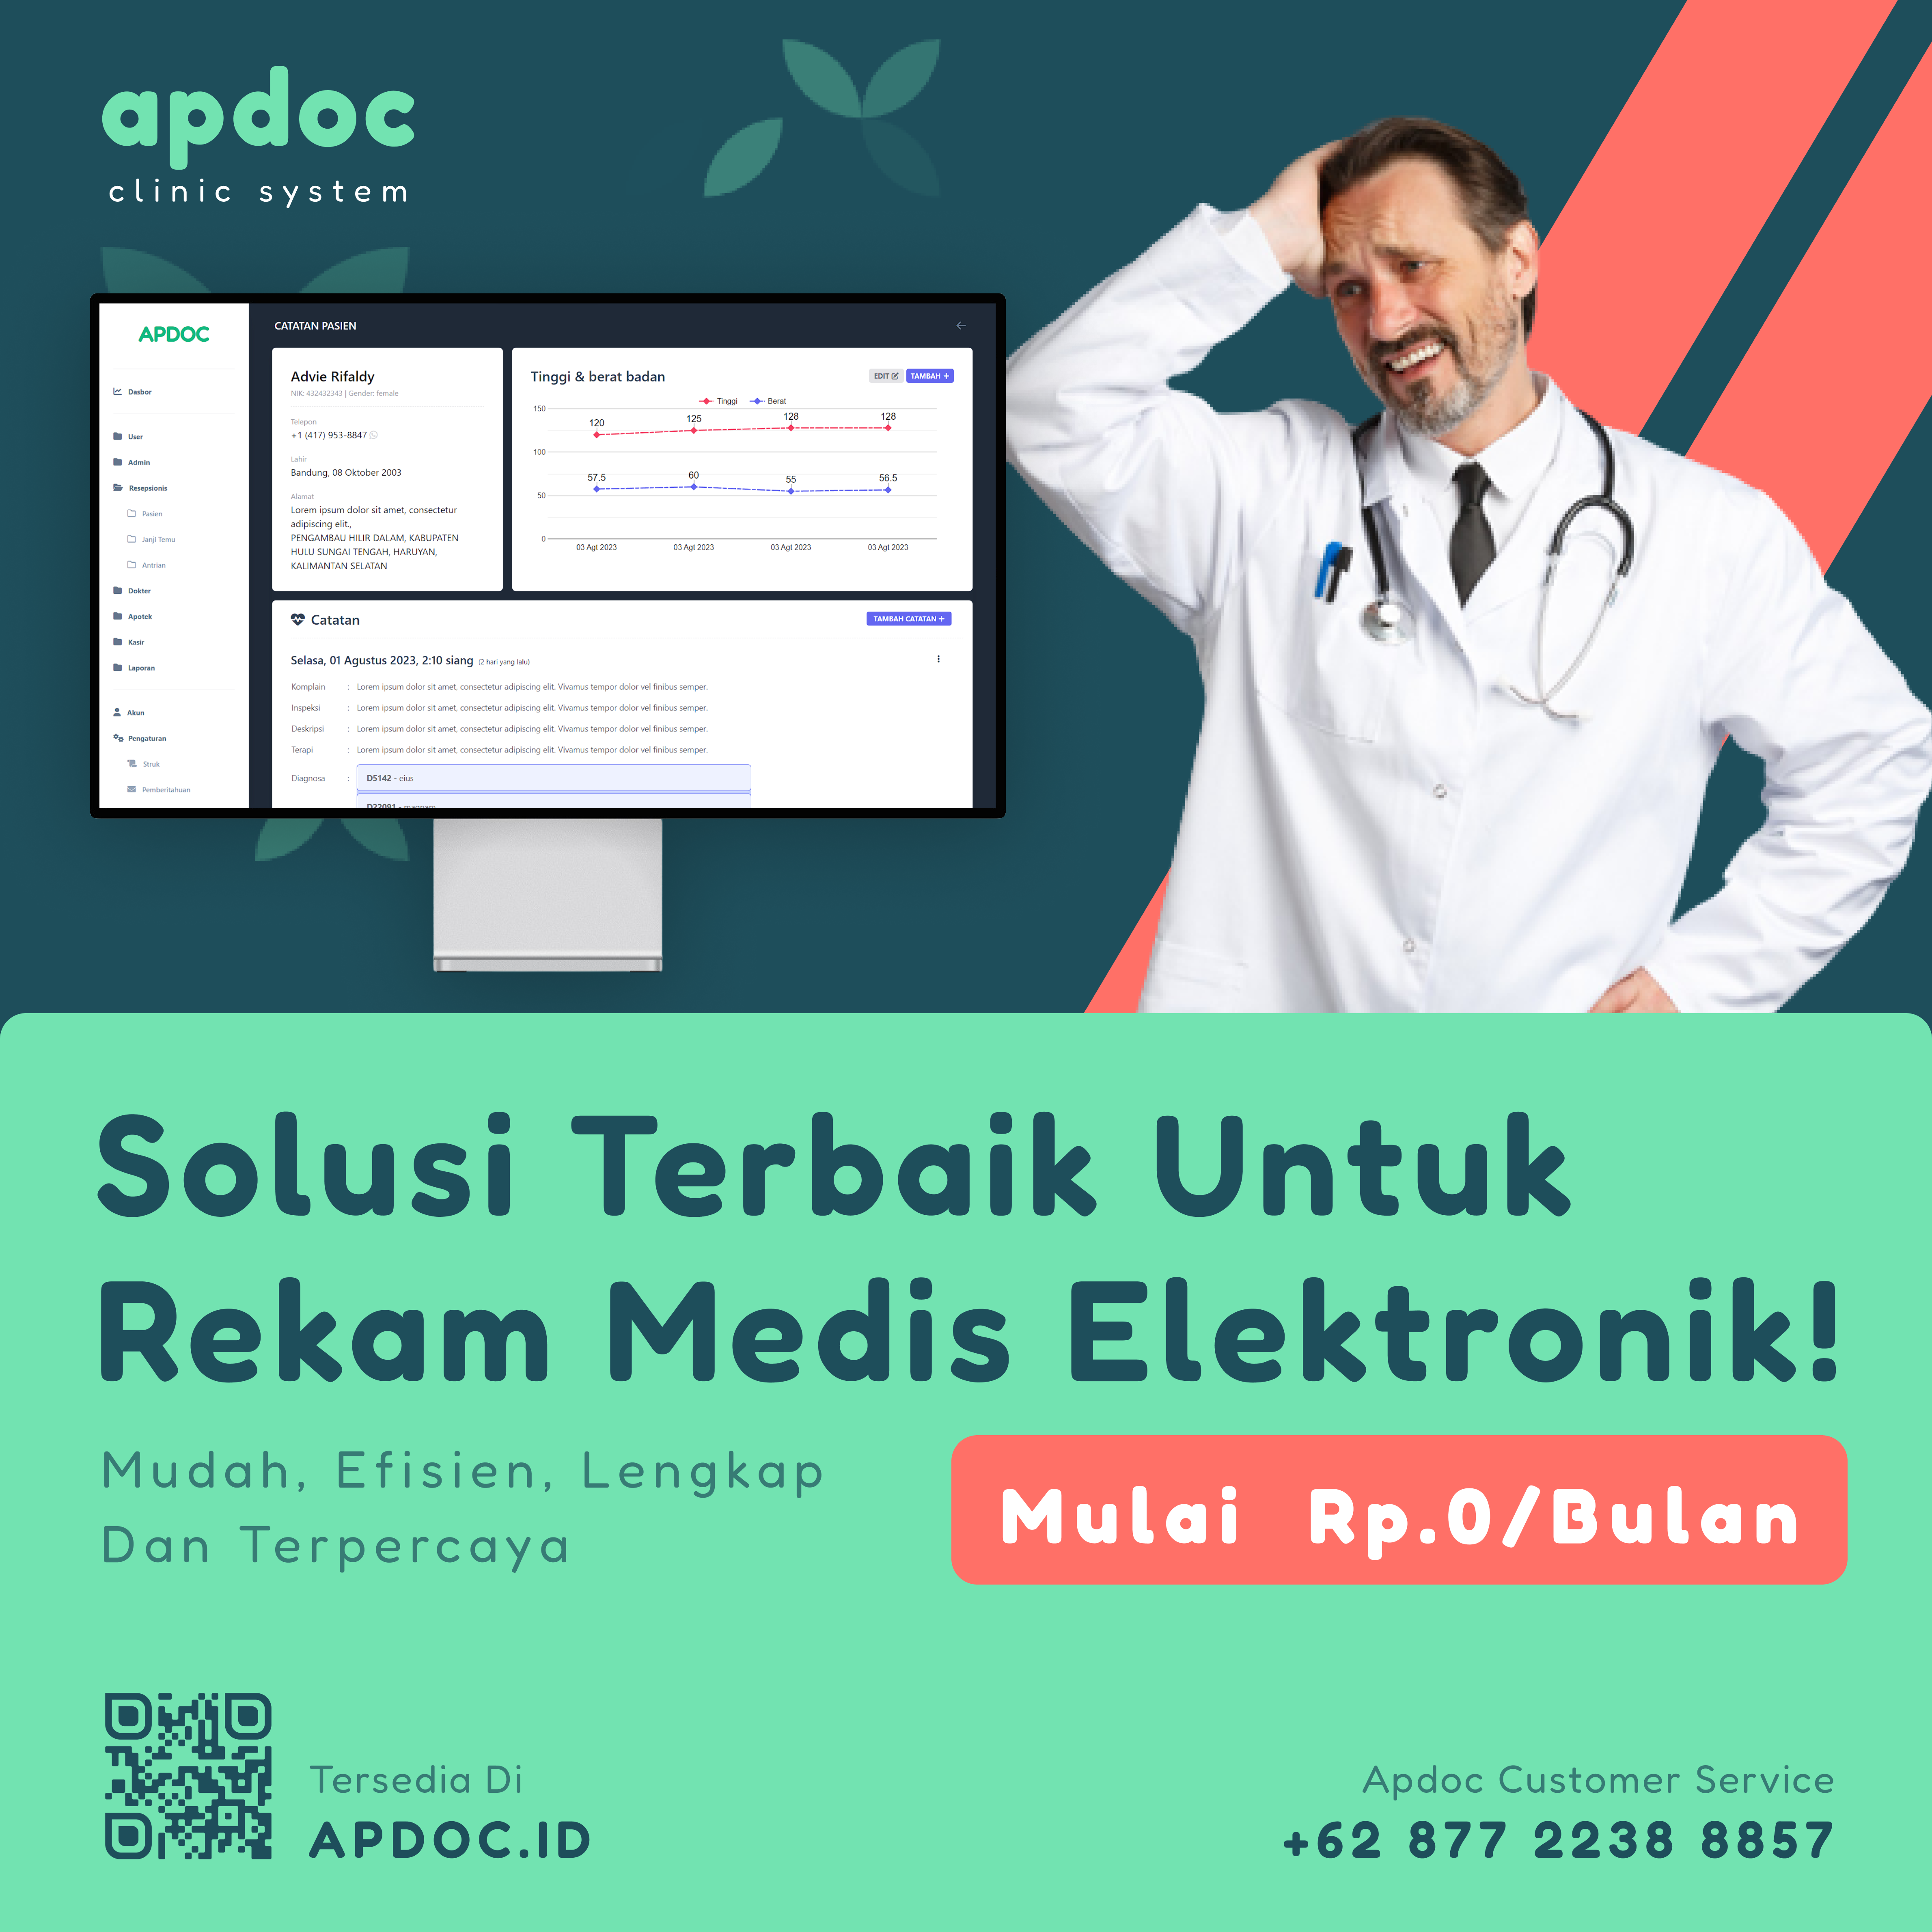 apdoc
clinic system
APDOC
Dasbor
User
Admin
Resepsionis
Pasien
Janji Temu
Antrian
Dokter
Apotek
Kasir
Laporan
Akun
Pengaturan
Struk
Pemberitahuan
CATATAN PASIEN
Advie Rifaldy
NIK: 432432343 | Gender: female
Telepon
+1 (417) 953-8847
Lahir
Bandung, 08 Oktober 2003
Alamat
Lorem ipsum dolor sit amet, consectetur
adipiscing elit.,
PENGAMBAU HILIR DALAM, KABUPATEN
HULU SUNGAI TENGAH, HARUYAN,
KALIMANTAN SELATAN
Tinggi & berat badan
EDIT TAMBAH +
Tinggi Berat
150
120 125 128 128
100
57.5 60 55 56.5
50
0
03 Agt 2023 03 Agt 2023 03 Agt 2023 03 Agt 2023
Catatan TAMBAH CATATAN +
Selasa, 01 Agustus 2023, 2:10 siang (2 hari yang lalu)
Komplain : Lorem ipsum dolor sit amet, consectetur adipiscing elit. Vivamus tempor dolor vel finibus semper.
Inspeksi : Lorem ipsum dolor sit amet, consectetur adipiscing elit. Vivamus tempor dolor vel finibus semper.
Deskripsi : Lorem ipsum dolor sit amet, consectetur adipiscing elit. Vivamus tempor dolor vel finibus semper.
Terapi : Lorem ipsum dolor sit amet, consectetur adipiscing elit. Vivamus tempor dolor vel finibus semper.
Diagnosa : D5142 - eius
D22091 - magnam
Solusi Terbaik Untuk
Rekam Medis Elektronik!
Mudah, Efisien, Lengkap
Dan Terpercaya
Mulai Rp.0/Bulan
Tersedia Di
APDOC.ID
Apdoc Customer Service
+62 877 2238 8857